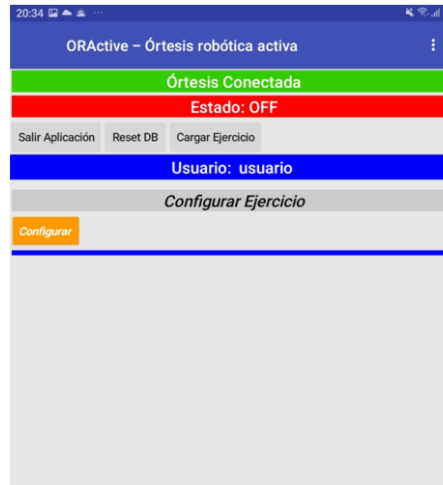 20:34
ORActive – Órtesis robótica activa
Órtesis Conectada
Estado: OFF
Salir Aplicación Reset DB Cargar Ejercicio
Usuario: usuario
Configurar Ejercicio
Configurar